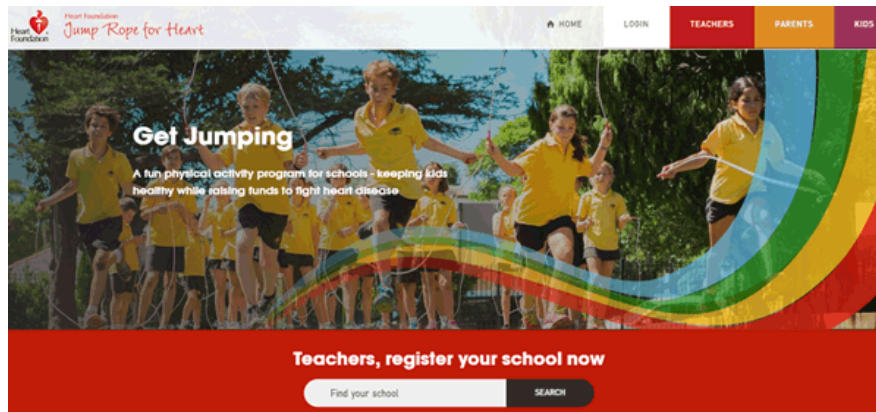 Heart Foundation
Heart Foundation
Jump Rope for Heart
HOME
LOGIN
TEACHERS
PARENTS
KIDS
Get Jumping
A fun physical activity program for schools - keeping kids
healthy while raising funds to fight heart disease
Teachers, register your school now
Find your school
SEARCH